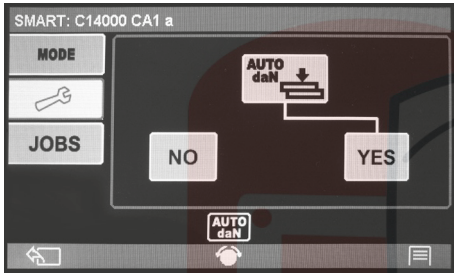 SMART: C14000 CA1 a
MODE
AUTO
daN
JOBS
NO
YES
AUTO
daN